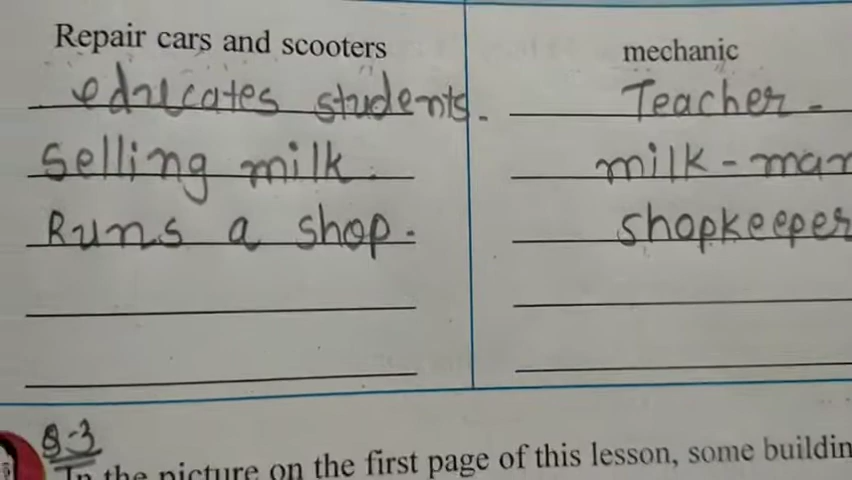 Repair cars and scooters mechanic
educates students. Teacher.
Selling milk. milk-man
Runs a shop. shopkeeper
Q-3
In the picture on the first page of this lesson, some buildin